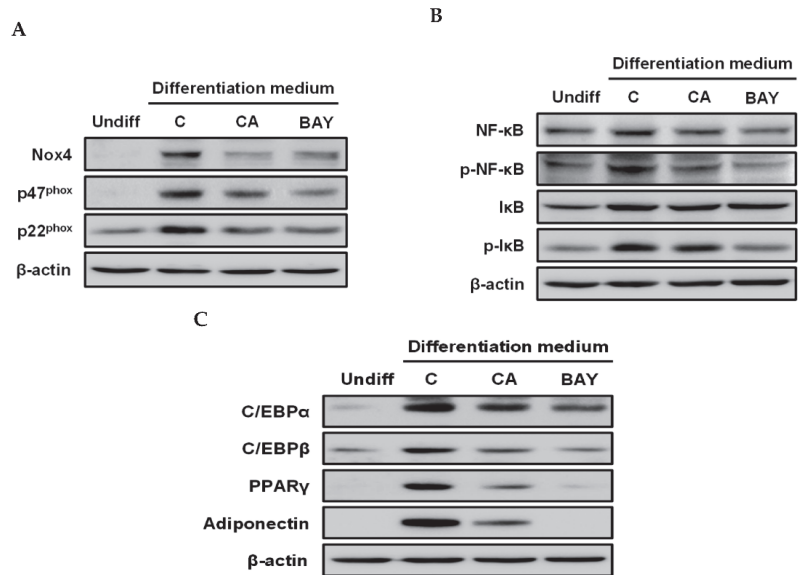 A
Differentiation medium
Undiff C CA BAY
Nox4
p47phox
p22phox
β-actin
B
Differentiation medium
Undiff C CA BAY
NF-κB
p-NF-κB
IκB
p-IκB
β-actin
C
Differentiation medium
Undiff C CA BAY
C/EBPα
C/EBPβ
PPARγ
Adiponectin
β-actin